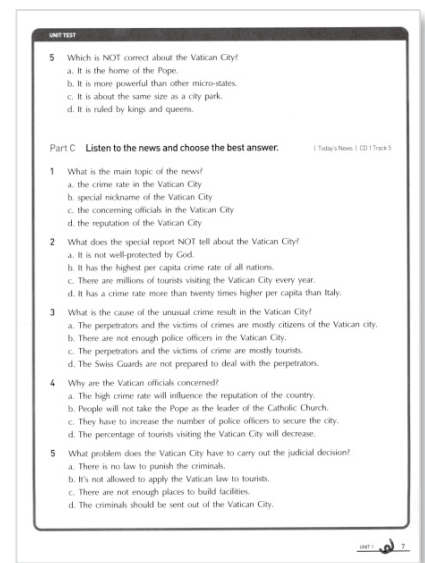 UNIT TEST
5 Which is NOT correct about the Vatican City?
a. It is the home of the Pope.
b. It is more powerful than other micro-states.
c. It is about the same size as a city park.
d. It is ruled by kings and queens.
Part C Listen to the news and choose the best answer. | Today's News | CD 1 Track 5
1 What is the main topic of the news?
a. the crime rate in the Vatican City
b. special nickname of the Vatican City
c. the concerning officials in the Vatican City
d. the reputation of the Vatican City
2 What does the special report NOT tell about the Vatican City?
a. It is not well-protected by God.
b. It has the highest per capita crime rate of all nations.
c. There are millions of tourists visiting the Vatican City every year.
d. It has a crime rate more than twenty times higher per capita than Italy.
3 What is the cause of the unusual crime result in the Vatican City?
a. The perpetrators and the victims of crimes are mostly citizens of the Vatican city.
b. There are not enough police officers in the Vatican City.
c. The perpetrators and the victims of crime are mostly tourists.
d. The Swiss Guards are not prepared to deal with the perpetrators.
4 Why are the Vatican officials concerned?
a. The high crime rate will influence the reputation of the country.
b. People will not take the Pope as the leader of the Catholic Church.
c. They have to increase the number of police officers to secure the city.
d. The percentage of tourists visiting the Vatican City will decrease.
5 What problem does the Vatican City have to carry out the judicial decision?
a. There is no law to punish the criminals.
b. It's not allowed to apply the Vatican law to tourists.
c. There are not enough places to build facilities.
d. The criminals should be sent out of the Vatican City.
UNIT 1 7